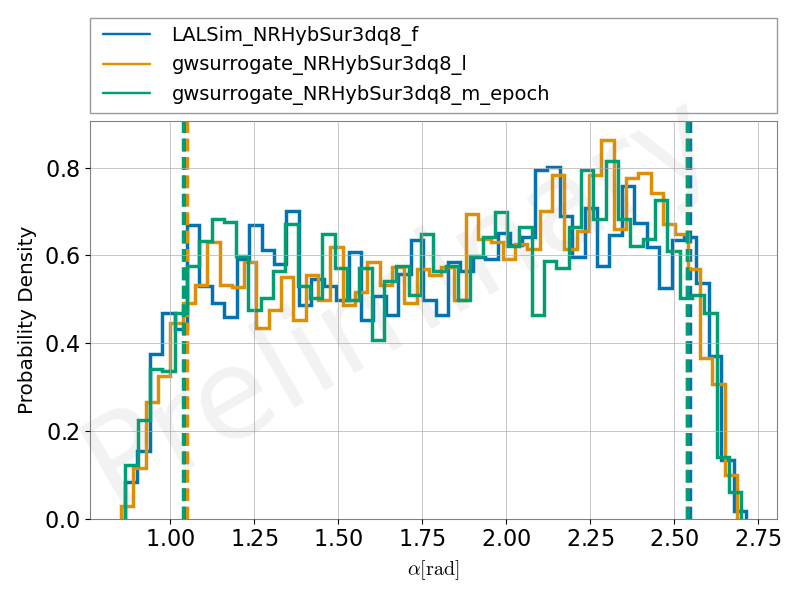 LALSim_NRHybSur3dq8_f
gwsurrogate_NRHybSur3dq8_l
gwsurrogate_NRHybSur3dq8_m_epoch
Preliminary
Probability Density
0.8
0.6
0.4
0.2
0.0
1.00 1.25 1.50 1.75 2.00 2.25 2.50 2.75
α[rad]